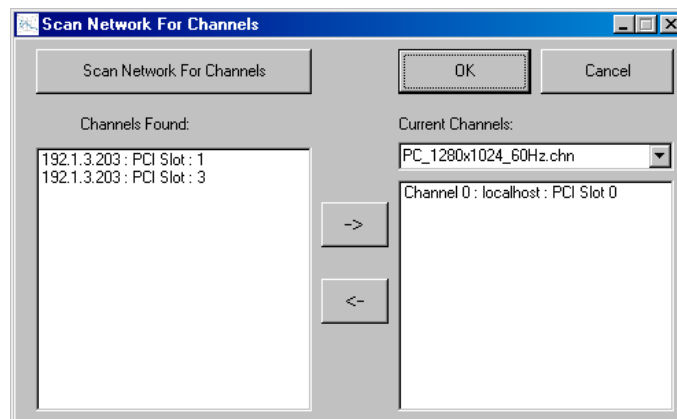 Scan Network For Channels
Scan Network For Channels
OK
Cancel
Channels Found:
Current Channels:
192.1.3.203 : PCI Slot : 1
192.1.3.203 : PCI Slot : 3
PC_1280x1024_60Hz.chn
Channel 0 : localhost : PCI Slot 0
->
<-